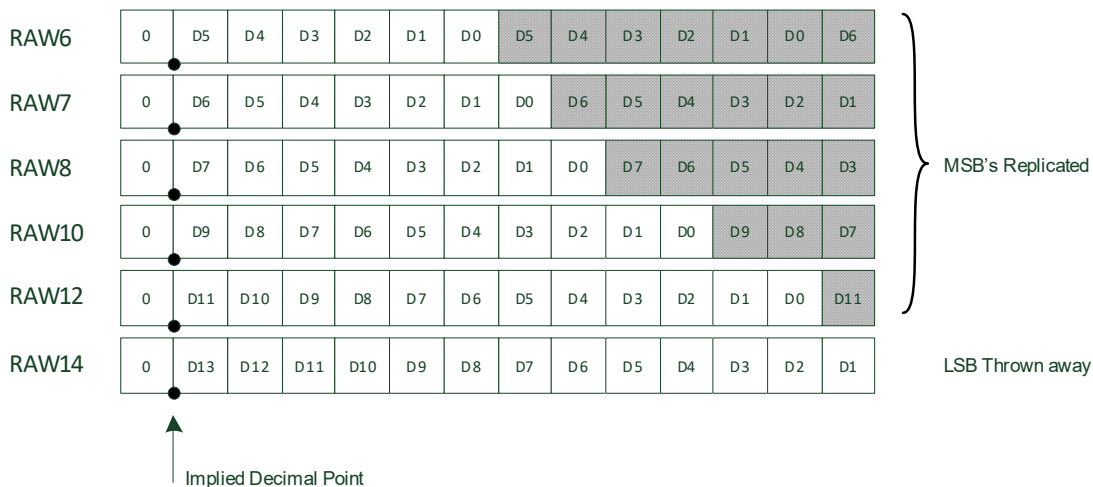 RAW6 0 D5 D4 D3 D2 D1 D0 D5 D4 D3 D2 D1 D0 D6
RAW7 0 D6 D5 D4 D3 D2 D1 D0 D6 D5 D4 D3 D2 D1
RAW8 0 D7 D6 D5 D4 D3 D2 D1 D0 D7 D6 D5 D4 D3
MSB's Replicated
RAW10 0 D9 D8 D7 D6 D5 D4 D3 D2 D1 D0 D9 D8 D7
RAW12 0 D11 D10 D9 D8 D7 D6 D5 D4 D3 D2 D1 D0 D11
RAW14 0 D13 D12 D11 D10 D9 D8 D7 D6 D5 D4 D3 D2 D1
LSB Thrown away
Implied Decimal Point